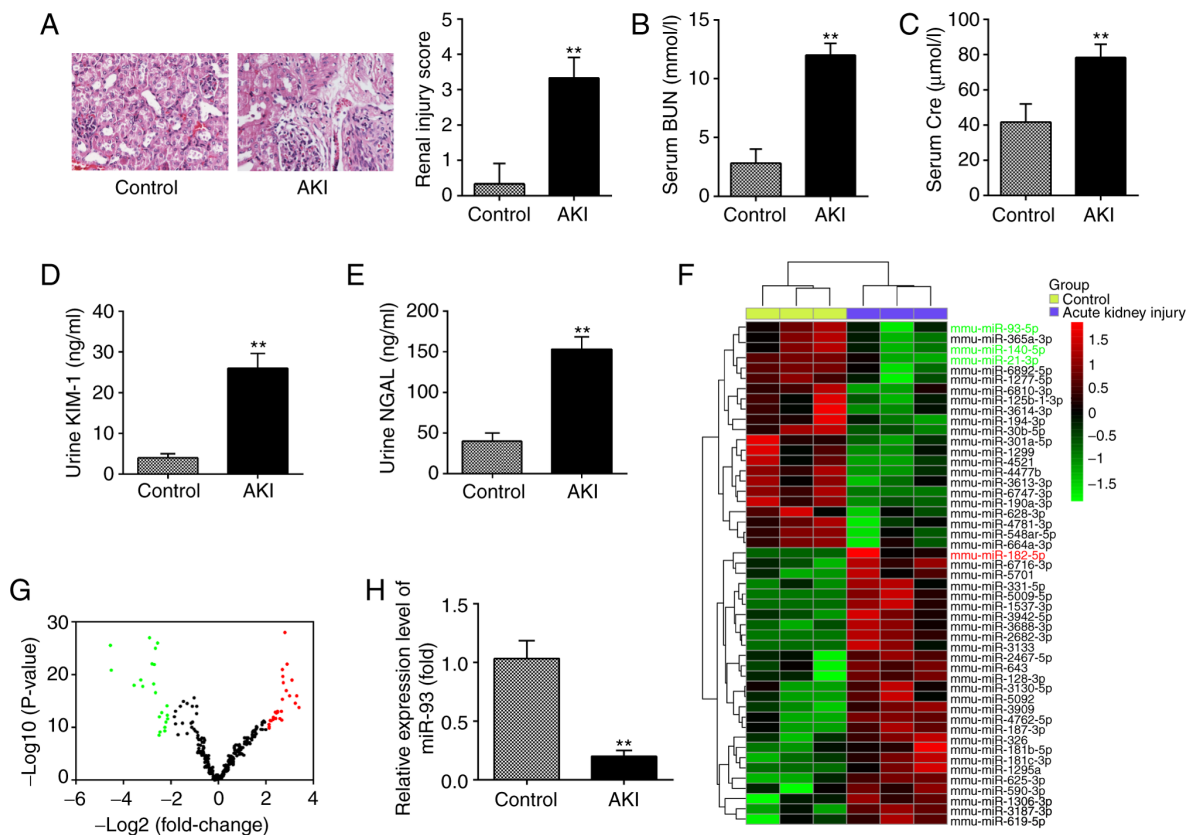 A
Control
AKI
Renal injury score
5
4
3
2
1
0
**
Control
AKI
B
Serum BUN (mmol/l)
15
10
5
0
**
Control
AKI
C
Serum Cre (μmol/l)
80
60
40
20
0
**
Control
AKI
D
Urine KIM-1 (ng/ml)
40
30
20
10
0
**
Control
AKI
E
Urine NGAL (ng/ml)
200
150
100
50
0
**
Control
AKI
F
Group
Control
Acute kidney injury
1.5
1
0.5
0
−0.5
−1
−1.5
mmu-miR-93-5p
mmu-miR-365a-3p
mmu-miR-140-5p
mmu-miR-21-3p
mmu-miR-6892-5p
mmu-miR-1277-5p
mmu-miR-6810-3p
mmu-miR-125b-1-3p
mmu-miR-3614-3p
mmu-miR-194-3p
mmu-miR-30b-5p
mmu-miR-301a-5p
mmu-miR-1299
mmu-miR-4521
mmu-miR-4477b
mmu-miR-3613-3p
mmu-miR-6747-3p
mmu-miR-190a-3p
mmu-miR-628-3p
mmu-miR-4781-3p
mmu-miR-548ar-5p
mmu-miR-664a-3p
mmu-miR-182-5p
mmu-miR-6716-3p
mmu-miR-5701
mmu-miR-331-5p
mmu-miR-5009-5p
mmu-miR-1537-3p
mmu-miR-3942-5p
mmu-miR-3688-3p
mmu-miR-2682-3p
mmu-miR-3133
mmu-miR-2467-5p
mmu-miR-643
mmu-miR-128-3p
mmu-miR-3130-5p
mmu-miR-5092
mmu-miR-3909
mmu-miR-4762-5p
mmu-miR-187-3p
mmu-miR-326
mmu-miR-181b-5p
mmu-miR-181c-3p
mmu-miR-1295a
mmu-miR-625-3p
mmu-miR-590-3p
mmu-miR-1306-3p
mmu-miR-3187-3p
mmu-miR-619-5p
G
−Log10 (P-value)
30
20
10
0
−6
−4
−2
0
2
4
−Log2 (fold-change)
H
Relative expression level of
miR-93 (fold)
1.5
1.0
0.5
0.0
**
Control
AKI